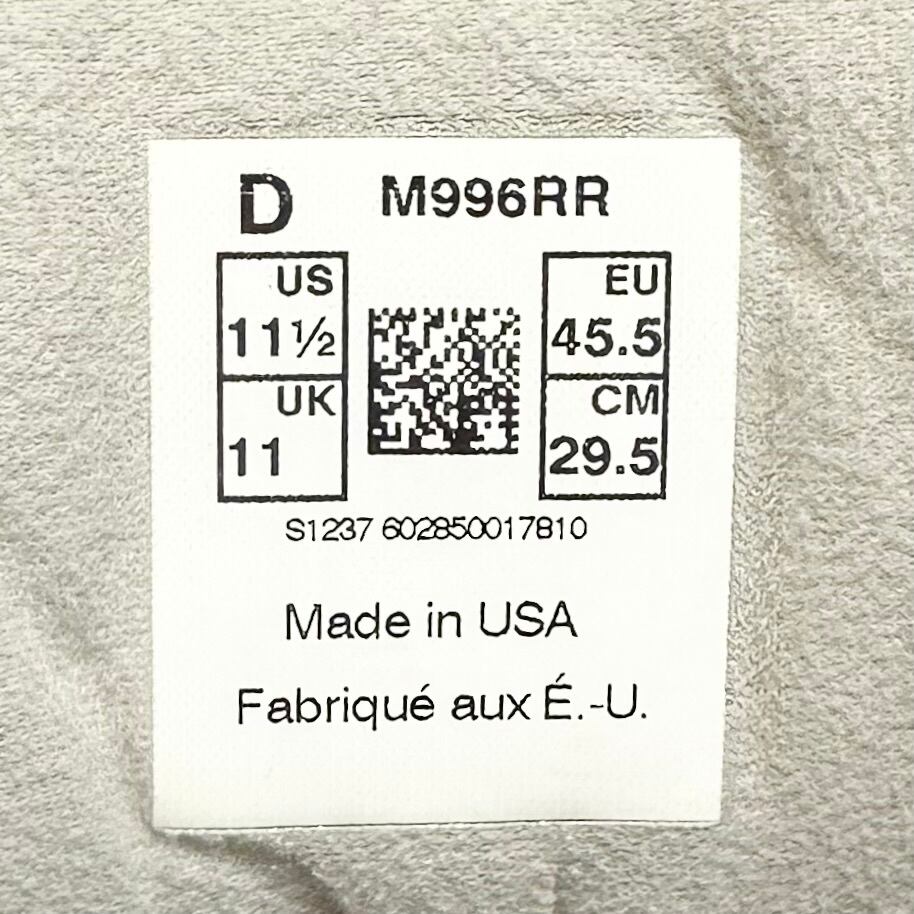 D M996RR
US EU
11½ 45.5
UK CM
11 29.5
S1237 602850017810
Made in USA
Fabriqué aux É.-U.